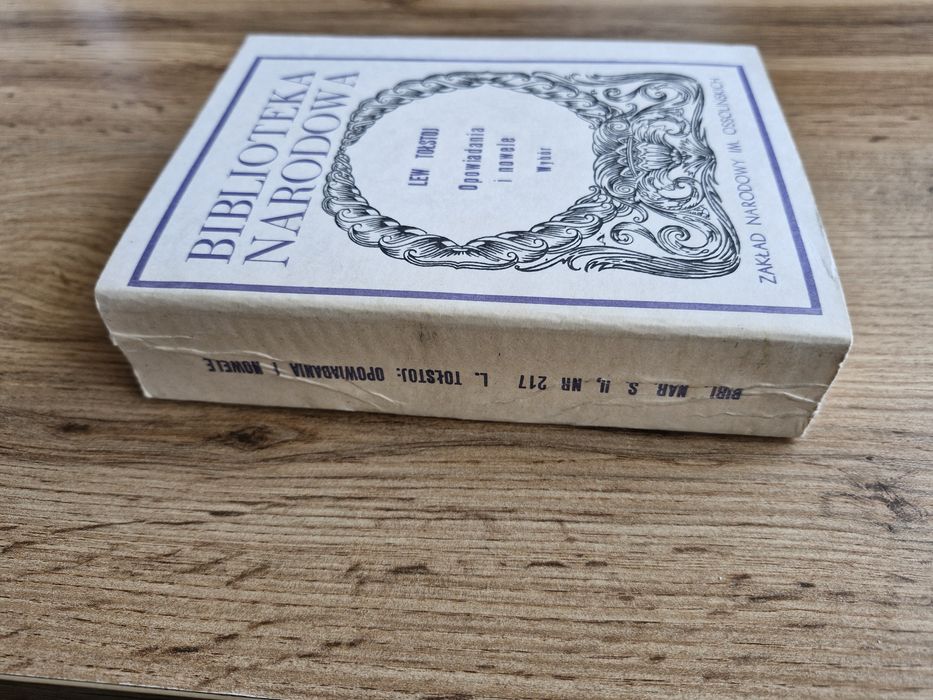 BIBLIOTEKA
NARODOWA
LEW TOŁSTOJ
Opowiadania
i nowele
Wybór
ZAKŁAD NARODOWY IM. OSSOLIŃSKICH
BIBL. NAR. S. II, NR 217 L. TOŁSTOJ: OPOWIADANIA I NOWELE